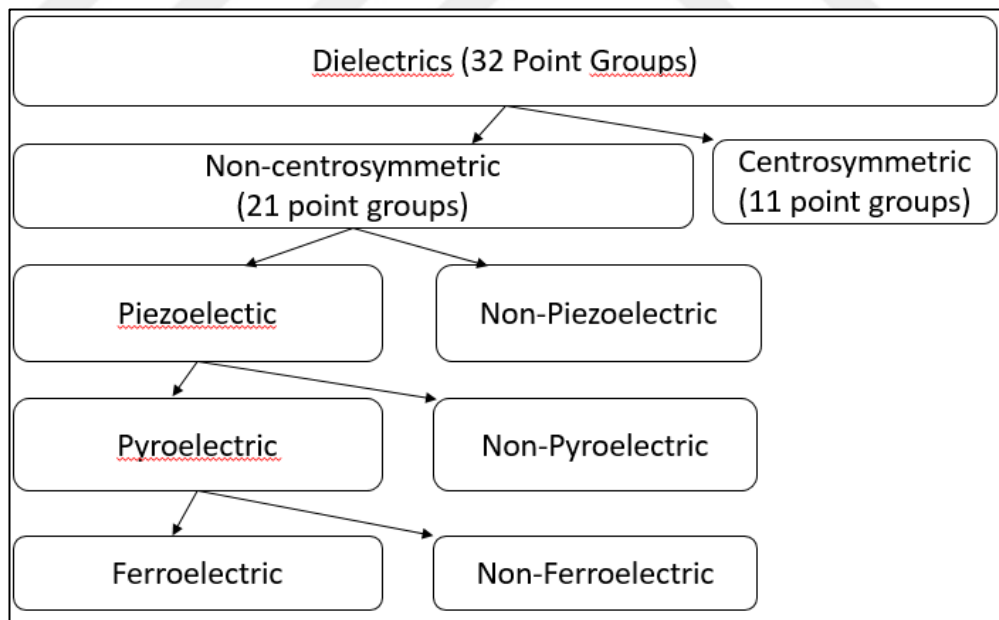 Dielectrics (32 Point Groups)
Non-centrosymmetric
(21 point groups)
Centrosymmetric
(11 point groups)
Piezoelectic
Non-Piezoelectric
Pyroelectric
Non-Pyroelectric
Ferroelectric
Non-Ferroelectric